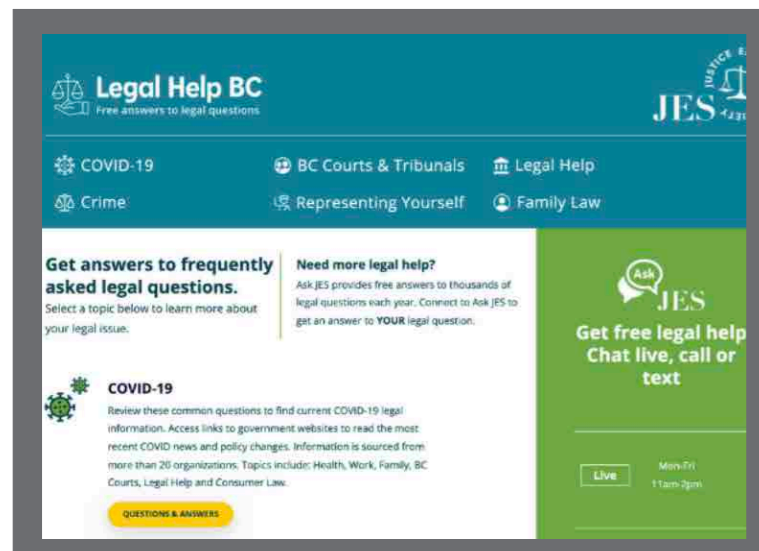 Legal Help BC
Free answers to legal questions
JUSTICE E
JES
COVID-19
BC Courts & Tribunals
Legal Help
Crime
Representing Yourself
Family Law
Get answers to frequently
asked legal questions.
Select a topic below to learn more about
your legal issue.
Need more legal help?
Ask JES provides free answers to thousands of
legal questions each year. Connect to Ask JES to
get an answer to YOUR legal question.
COVID-19
Review these common questions to find current COVID-19 legal
information. Access links to government websites to read the most
recent COVID news and policy changes. Information is sourced from
more than 20 organizations. Topics include: Health, Work, Family, BC
Courts, Legal Help and Consumer Law.
QUESTIONS & ANSWERS
Ask
JES
Get free legal help
Chat live, call or
text
Live
Mon-Fri
11am-2pm